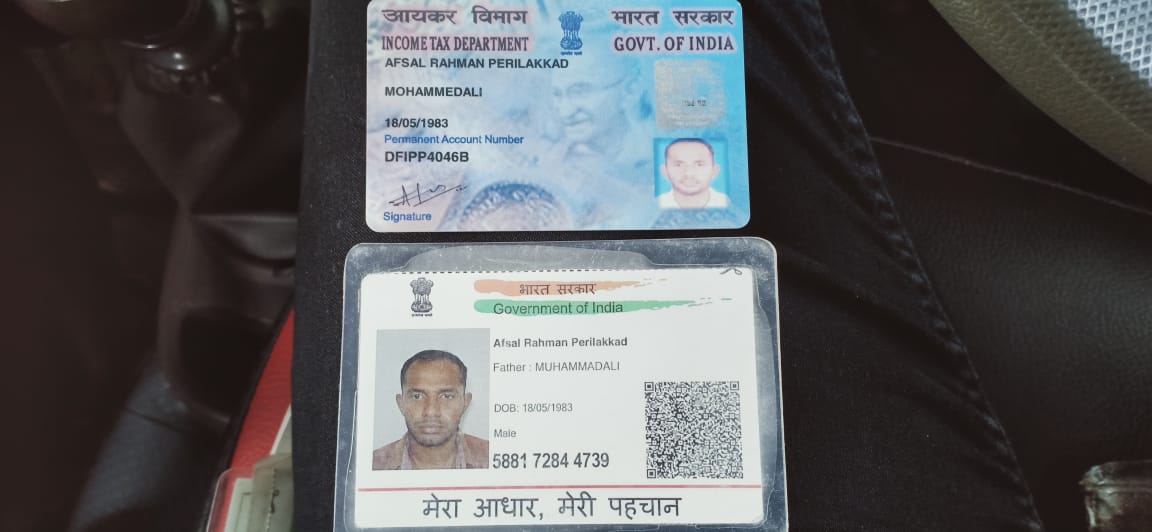 आयकर विभाग भारत सरकार
INCOME TAX DEPARTMENT GOVT. OF INDIA
AFSAL RAHMAN PERILAKKAD
MOHAMMEDALI
18/05/1983
Permanent Account Number
DFIPP4046B
Signature
भारत सरकार
Government of India
Afsal Rahman Perilakkad
Father : MUHAMMADALI
DOB: 18/05/1983
Male
5881 7284 4739
मेरा आधार, मेरी पहचान